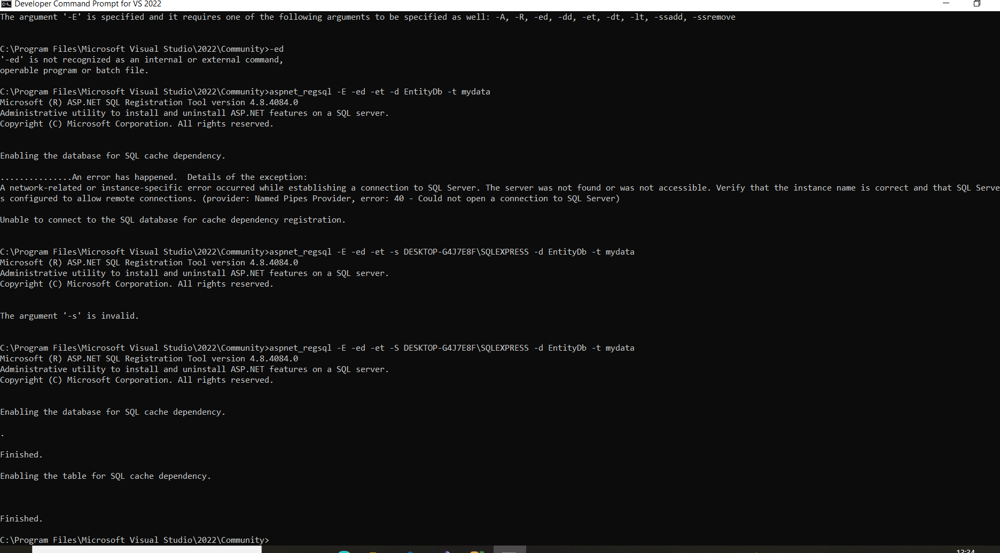 Developer Command Prompt for VS 2022
The argument '-E' is specified and it requires one of the following arguments to be specified as well: -A, -R, -ed, -dd, -et, -dt, -lt, -ssadd, -ssremove
C:\Program Files\Microsoft Visual Studio\2022\Community>-ed
'-ed' is not recognized as an internal or external command,
operable program or batch file.
C:\Program Files\Microsoft Visual Studio\2022\Community>aspnet_regsql -E -ed -et -d EntityDb -t mydata
Microsoft (R) ASP.NET SQL Registration Tool version 4.8.4084.0
Administrative utility to install and uninstall ASP.NET features on a SQL server.
Copyright (C) Microsoft Corporation. All rights reserved.
Enabling the database for SQL cache dependency.
...............An error has happened.  Details of the exception:
A network-related or instance-specific error occurred while establishing a connection to SQL Server. The server was not found or was not accessible. Verify that the instance name is correct and that SQL Serve
s configured to allow remote connections. (provider: Named Pipes Provider, error: 40 - Could not open a connection to SQL Server)
Unable to connect to the SQL database for cache dependency registration.
C:\Program Files\Microsoft Visual Studio\2022\Community>aspnet_regsql -E -ed -et -s DESKTOP-G4J7E8F\SQLEXPRESS -d EntityDb -t mydata
Microsoft (R) ASP.NET SQL Registration Tool version 4.8.4084.0
Administrative utility to install and uninstall ASP.NET features on a SQL server.
Copyright (C) Microsoft Corporation. All rights reserved.
The argument '-s' is invalid.
C:\Program Files\Microsoft Visual Studio\2022\Community>aspnet_regsql -E -ed -et -S DESKTOP-G4J7E8F\SQLEXPRESS -d EntityDb -t mydata
Microsoft (R) ASP.NET SQL Registration Tool version 4.8.4084.0
Administrative utility to install and uninstall ASP.NET features on a SQL server.
Copyright (C) Microsoft Corporation. All rights reserved.
Enabling the database for SQL cache dependency.
.
Finished.
Enabling the table for SQL cache dependency.
Finished.
C:\Program Files\Microsoft Visual Studio\2022\Community>